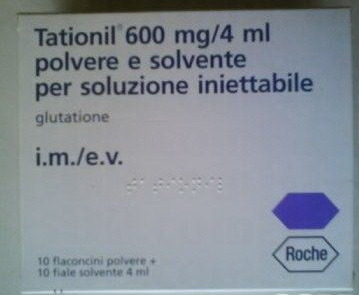 Tationil® 600 mg/4 ml
polvere e solvente
per soluzione iniettabile
glutatione
i.m./e.v.
10 flaconcini polvere +
10 fiale solvente 4 ml
Roche